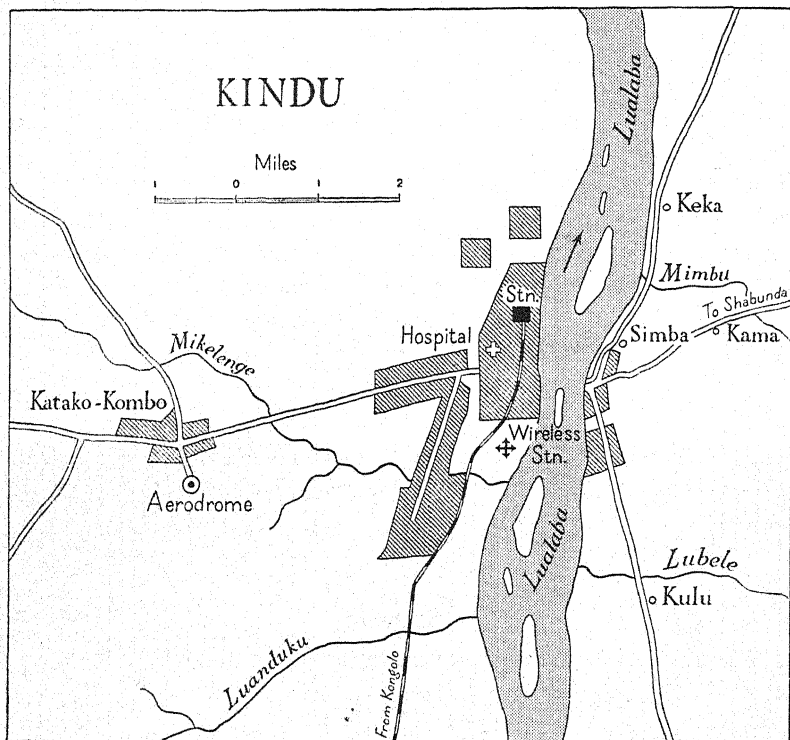 KINDU
Miles
1 0 1 2
Lualaba
Keka
Mimbu
To Shabunda
Stn.
Hospital
Simba
Kama
Mikelenge
Katako-Kombo
Wireless
Stn.
Aerodrome
Lualaba
Lubele
Kulu
Luanduku
From Kongolo